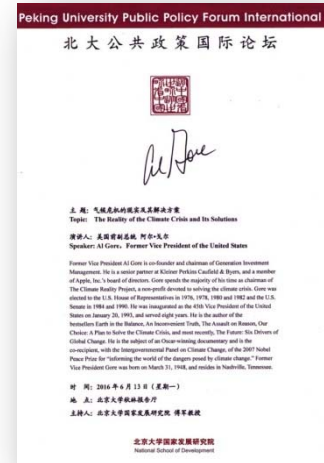 Peking University Public Policy Forum International
北大公共政策国际论坛
Al Gore
主 题: 气候危机的现实及其解决方案
Topic: The Reality of the Climate Crisis and Its Solutions
演讲人: 美国前副总统 阿尔•戈尔
Speaker: Al Gore, Former Vice President of the United States
Former Vice President Al Gore is co-founder and chairman of Generation Investment
Management. He is a senior partner at Kleiner Perkins Caufield & Byers, and a member
of Apple, Inc.'s board of directors. Gore spends the majority of his time as chairman of
The Climate Reality Project, a non-profit devoted to solving the climate crisis. Gore was
elected to the U.S. House of Representatives in 1976, 1978, 1980 and 1982 and the U.S.
Senate in 1984 and 1990. He was inaugurated as the 45th Vice President of the United
States on January 20, 1993, and served eight years. He is the author of the
bestsellers Earth in the Balance, An Inconvenient Truth, The Assault on Reason, Our
Choice: A Plan to Solve the Climate Crisis, and most recently, The Future: Six Drivers of
Global Change. He is the subject of an Oscar-winning documentary and is the
co-recipient, with the Intergovernmental Panel on Climate Change, of the 2007 Nobel
Peace Prize for "informing the world of the dangers posed by climate change." Former
Vice President Gore was born on March 31, 1948, and resides in Nashville, Tennessee.
时 间: 2016 年 6 月 13 日 (星期一)
地 点: 北京大学秋林报告厅
主持人: 北京大学国家发展研究院 傅军教授
北京大学国家发展研究院
National School of Development